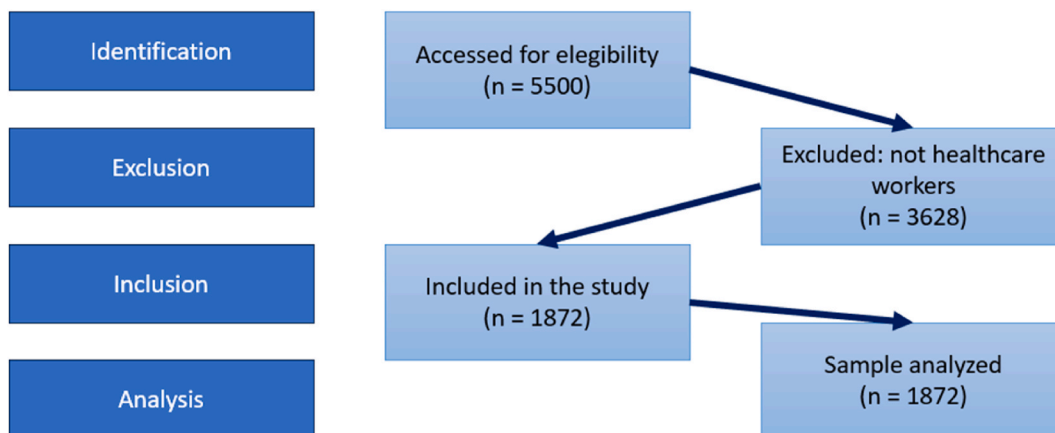 Identification
Accessed for elegibility
(n = 5500)
Exclusion
Excluded: not healthcare
workers
(n = 3628)
Inclusion
Included in the study
(n = 1872)
Analysis
Sample analyzed
(n = 1872)